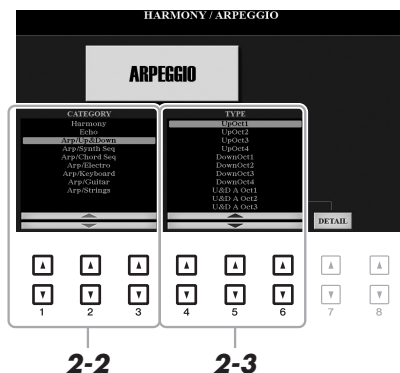 HARMONY / ARPEGGIO
ARPEGGIO
CATEGORY
Harmony
Echo
Arp/Up&Down
Arp/Synth Seq
Arp/Chord Seq
Arp/Electro
Arp/Keyboard
Arp/Guitar
Arp/Strings
TYPE
UpOct1
UpOct2
UpOct3
UpOct4
DownOct1
DownOct2
DownOct3
DownOct4
U&D A Oct1
U&D A Oct2
U&D A Oct3
DETAIL
1 2 3 4 5 6 7 8
2-2 2-3